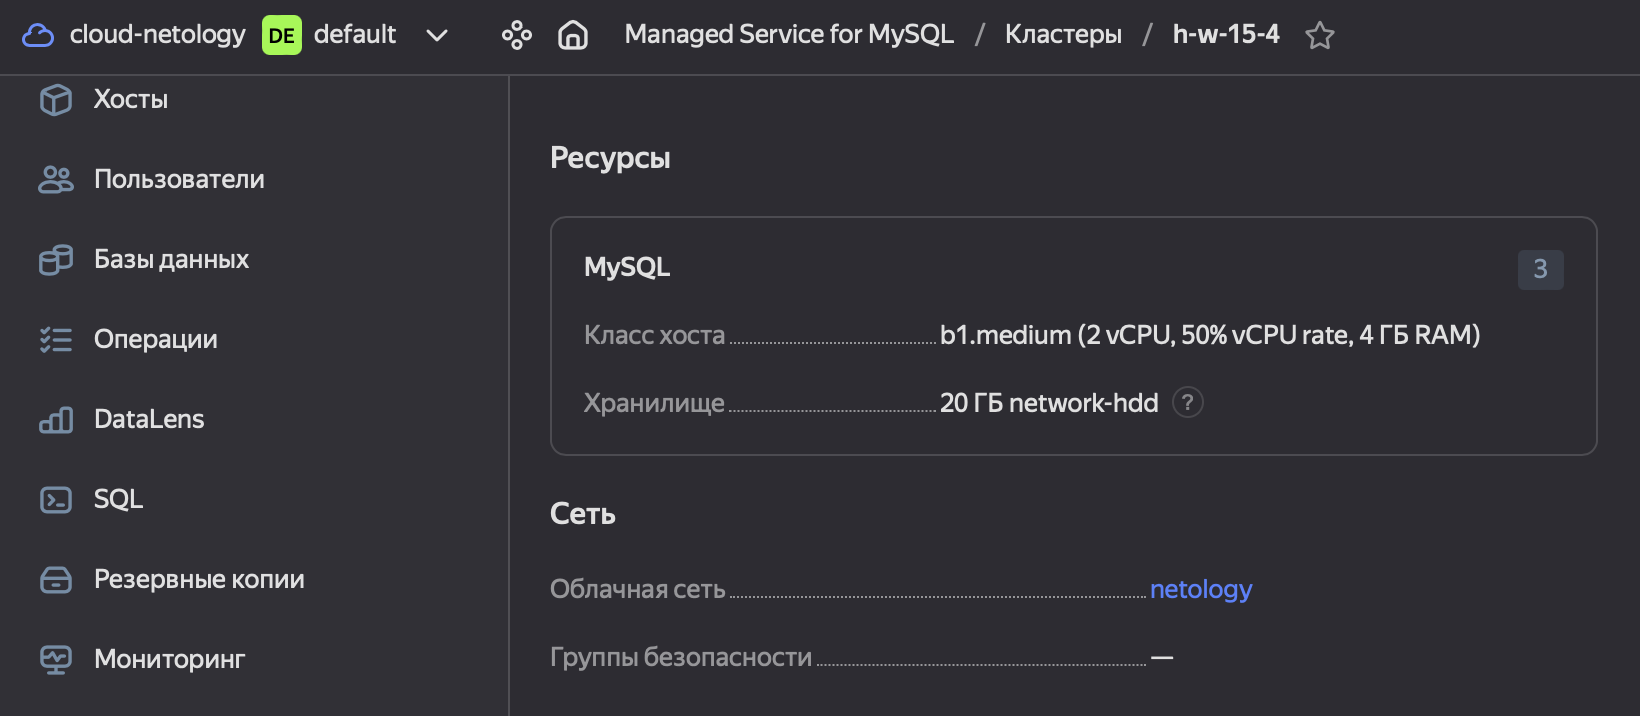 cloud-netology DE default Managed Service for MySQL / Кластеры / h-w-15-4
Хосты
Пользователи
Базы данных
Операции
DataLens
SQL
Резервные копии
Мониторинг
Ресурсы
MySQL 3
Класс хоста b1.medium (2 vCPU, 50% vCPU rate, 4 ГБ RAM)
Хранилище 20 ГБ network-hdd ?
Сеть
Облачная сеть netology
Группы безопасности —